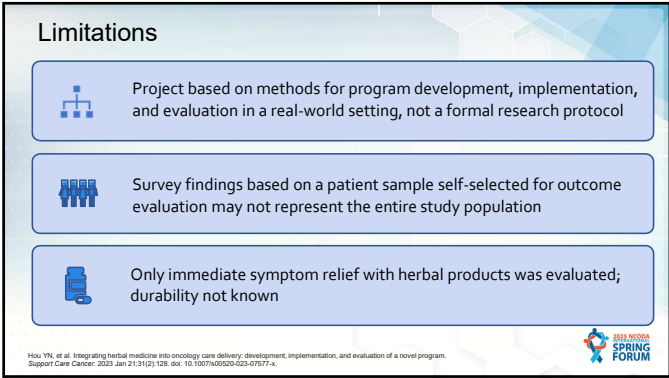 Limitations
Project based on methods for program development, implementation,
and evaluation in a real-world setting, not a formal research protocol
Survey findings based on a patient sample self-selected for outcome
evaluation may not represent the entire study population
Only immediate symptom relief with herbal products was evaluated;
durability not known
Hou YN, et al. Integrating herbal medicine into oncology care delivery: development, implementation, and evaluation of a novel program.
Support Care Cancer. 2023 Jan 21;31(2):128. doi: 10.1007/s00520-023-07577-x.
2025 NCODA
INTERNATIONAL
SPRING
FORUM